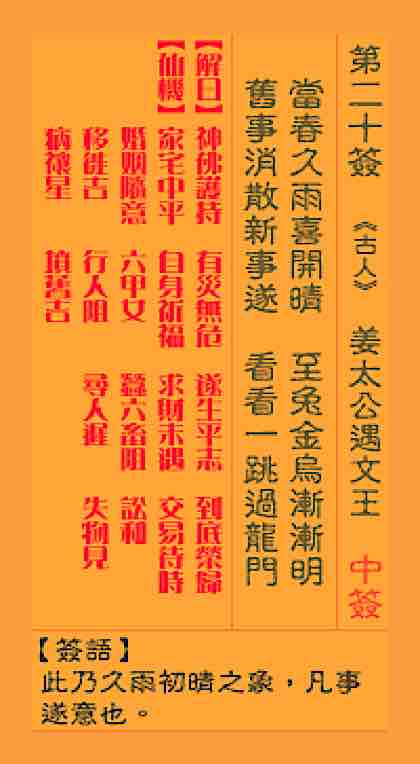 第二十簽 《古人》 姜太公遇文王 中簽
當春久雨喜開晴 至兔金烏漸漸明
舊事消散新事遂 看看一跳過龍門
【解曰】神佛護持 有災無危 遂生平志 到底榮歸
【仙機】家宅中平 自身祈福 求財未遇 交易待時
婚姻隨意 六甲女 蠶六畜阻 訟和
移徙吉 行人阻 尋人遲 失物見
病禳星 墳舊吉
【簽語】
此乃久雨初晴之象，凡事
遂意也。